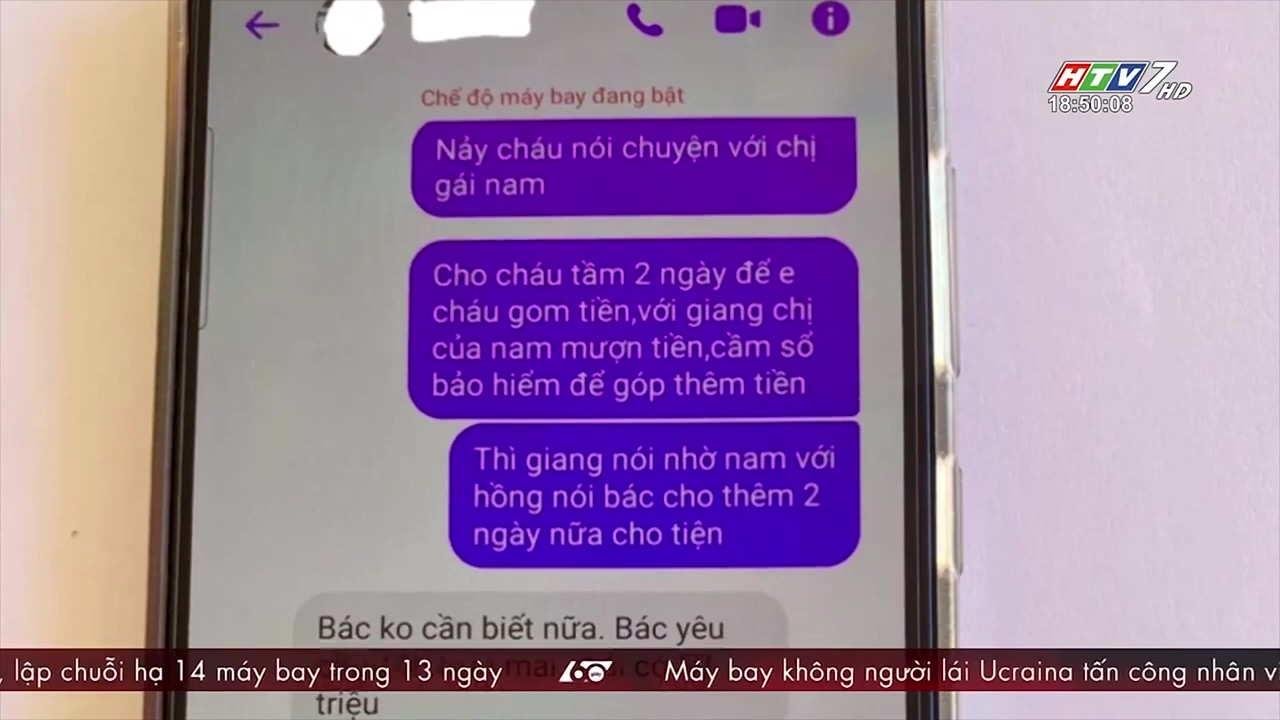 HTV7 HD
18:50:08
Chế độ máy bay đang bật
Nảy cháu nói chuyện với chị
gái nam
Cho cháu tầm 2 ngày để e
cháu gom tiền,với giang chị
của nam mượn tiền,cầm sổ
bảo hiểm để góp thêm tiền
Thì giang nói nhờ nam với
hồng nói bác cho thêm 2
ngày nữa cho tiện
Bác ko cần biết nữa. Bác yêu
, lập chuỗi hạ 14 máy bay trong 13 ngày
60 giây
Máy bay không người lái Ucraina tấn công nhân v
triệu